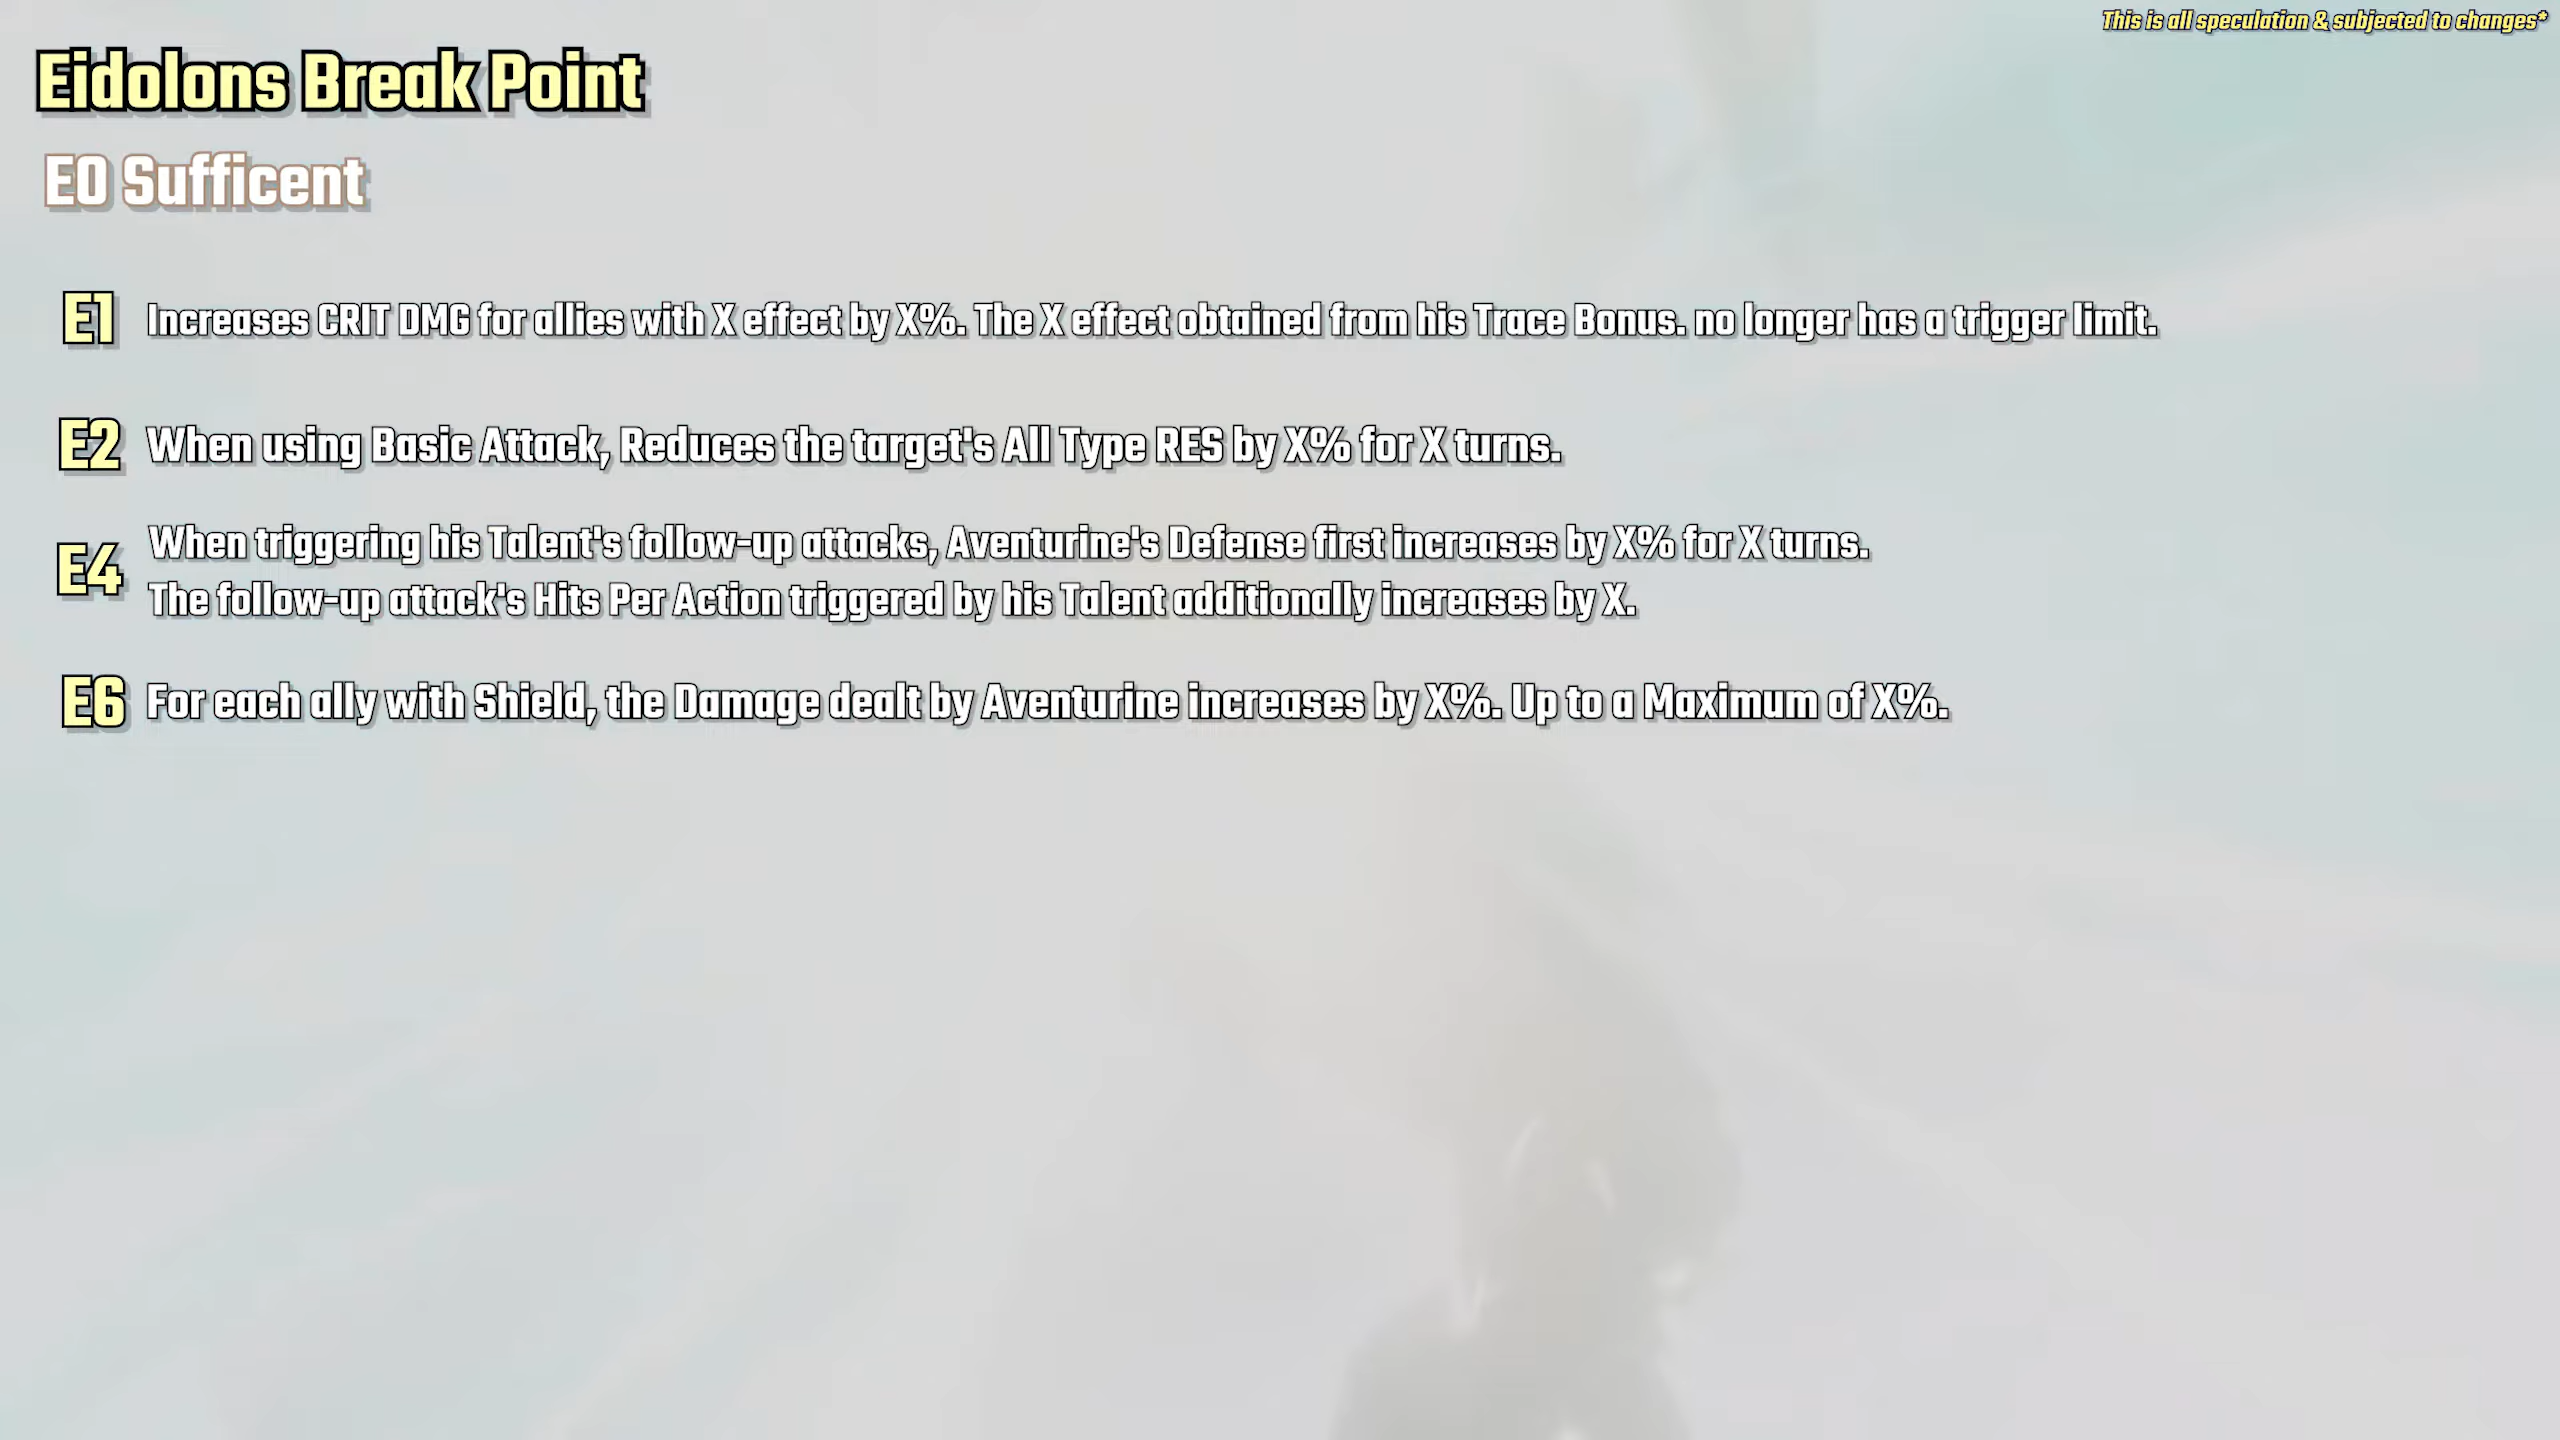 This is all speculation & subjected to changes*
Eidolons Break Point
E0 Sufficent
E1 Increases CRIT DMG for allies with X effect by X%. The X effect obtained from his Trace Bonus. no longer has a trigger limit.
E2 When using Basic Attack, Reduces the target's All Type RES by X% for X turns.
E4 When triggering his Talent's follow-up attacks, Aventurine's Defense first increases by X% for X turns.
The follow-up attack's Hits Per Action triggered by his Talent additionally increases by X.
E6 For each ally with Shield, the Damage dealt by Aventurine increases by X%. Up to a Maximum of X%.